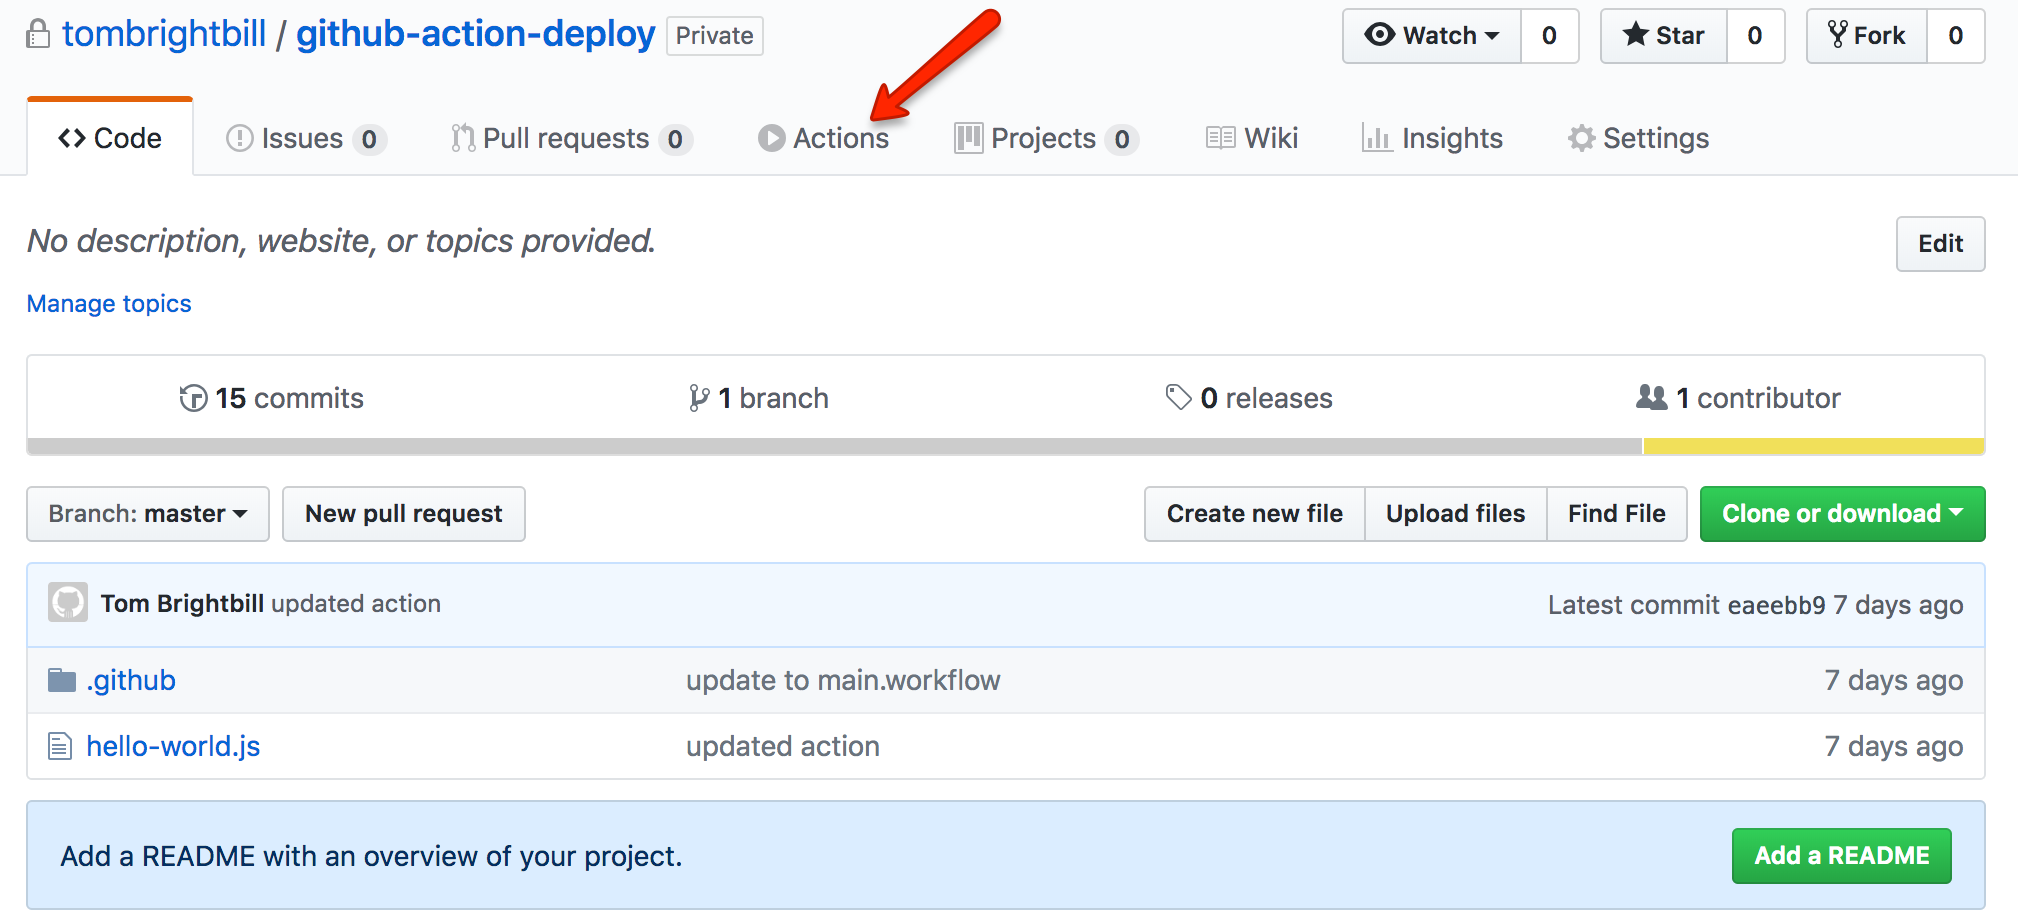 tombrightbill / github-action-deploy Private Watch 0 Star 0 Fork 0
Code Issues 0 Pull requests 0 Actions Projects 0 Wiki Insights Settings
No description, website, or topics provided. Edit
Manage topics
15 commits 1 branch 0 releases 1 contributor
Branch: master New pull request Create new file Upload files Find File Clone or download
Tom Brightbill updated action Latest commit eaeebb9 7 days ago
.github update to main.workflow 7 days ago
hello-world.js updated action 7 days ago
Add a README with an overview of your project. Add a README